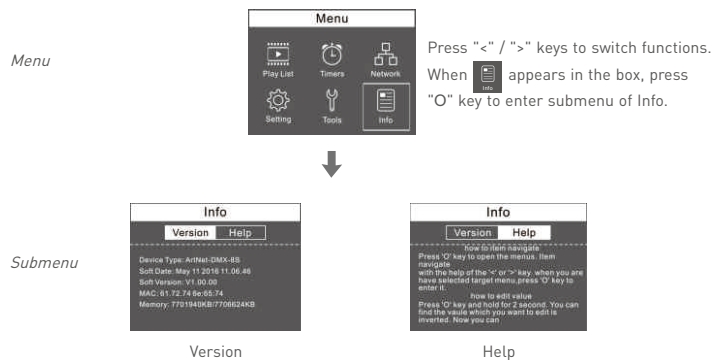 Menu
Menu
Play List
Timers
Network
Setting
Tools
Info
Press "<" / ">" keys to switch functions.
When Info appears in the box, press
"O" key to enter submenu of Info.
Submenu
Info
Version Help
Device Type: ArtNet-DMX-8S
Soft Date: May 11 2016 11.06.46
Soft Version: V1.00.00
MAC: 61.72.74 6e:65:74
Memory: 7701940KB/7706624KB
Version
Info
Version Help
how to item navigate
Press 'O' key to open the menus. Item
navigate
with the help of the '<' or '>' key. when you are
have selected target menu,press 'O' key to
enter it.
how to edit value
Press 'O' key and hold for 2 second. You can
find the vaule which you want to edit is
inverted. Now you can
Help